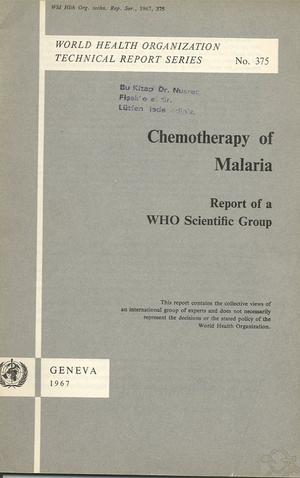 Wld Hlth Org. techn. Rep. Ser., 1967, 375
WORLD HEALTH ORGANIZATION
TECHNICAL REPORT SERIES
No. 375
Bu Kitap Dr. Nusret
Lütfen
Chemotherapy of
Malaria
Report of a
WHO Scientific Group
This report contains the collective views of
an international group of experts and does not necessarily
represent the decisions or the stated policy of the
World Health Organization.
GENEVA
1967